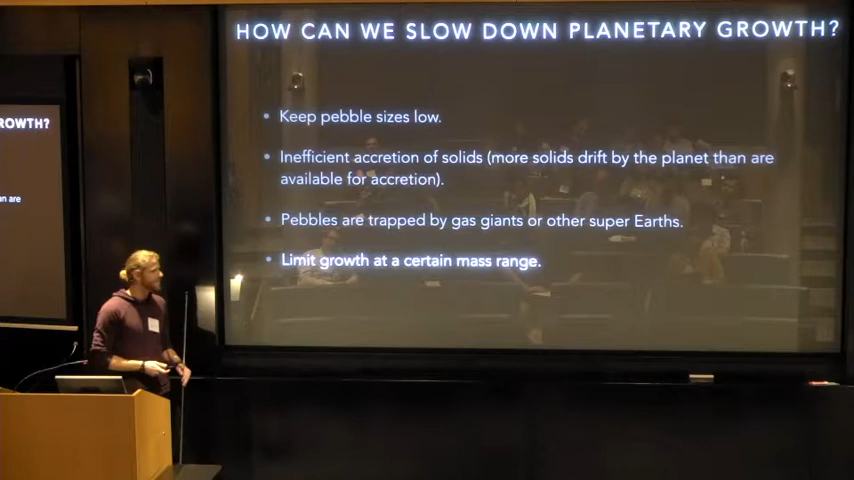 HOW CAN WE SLOW DOWN PLANETARY GROWTH?
• Keep pebble sizes low.
• Inefficient accretion of solids (more solids drift by the planet than are
available for accretion).
• Pebbles are trapped by gas giants or other super Earths.
• Limit growth at a certain mass range.
GROWTH?
an are